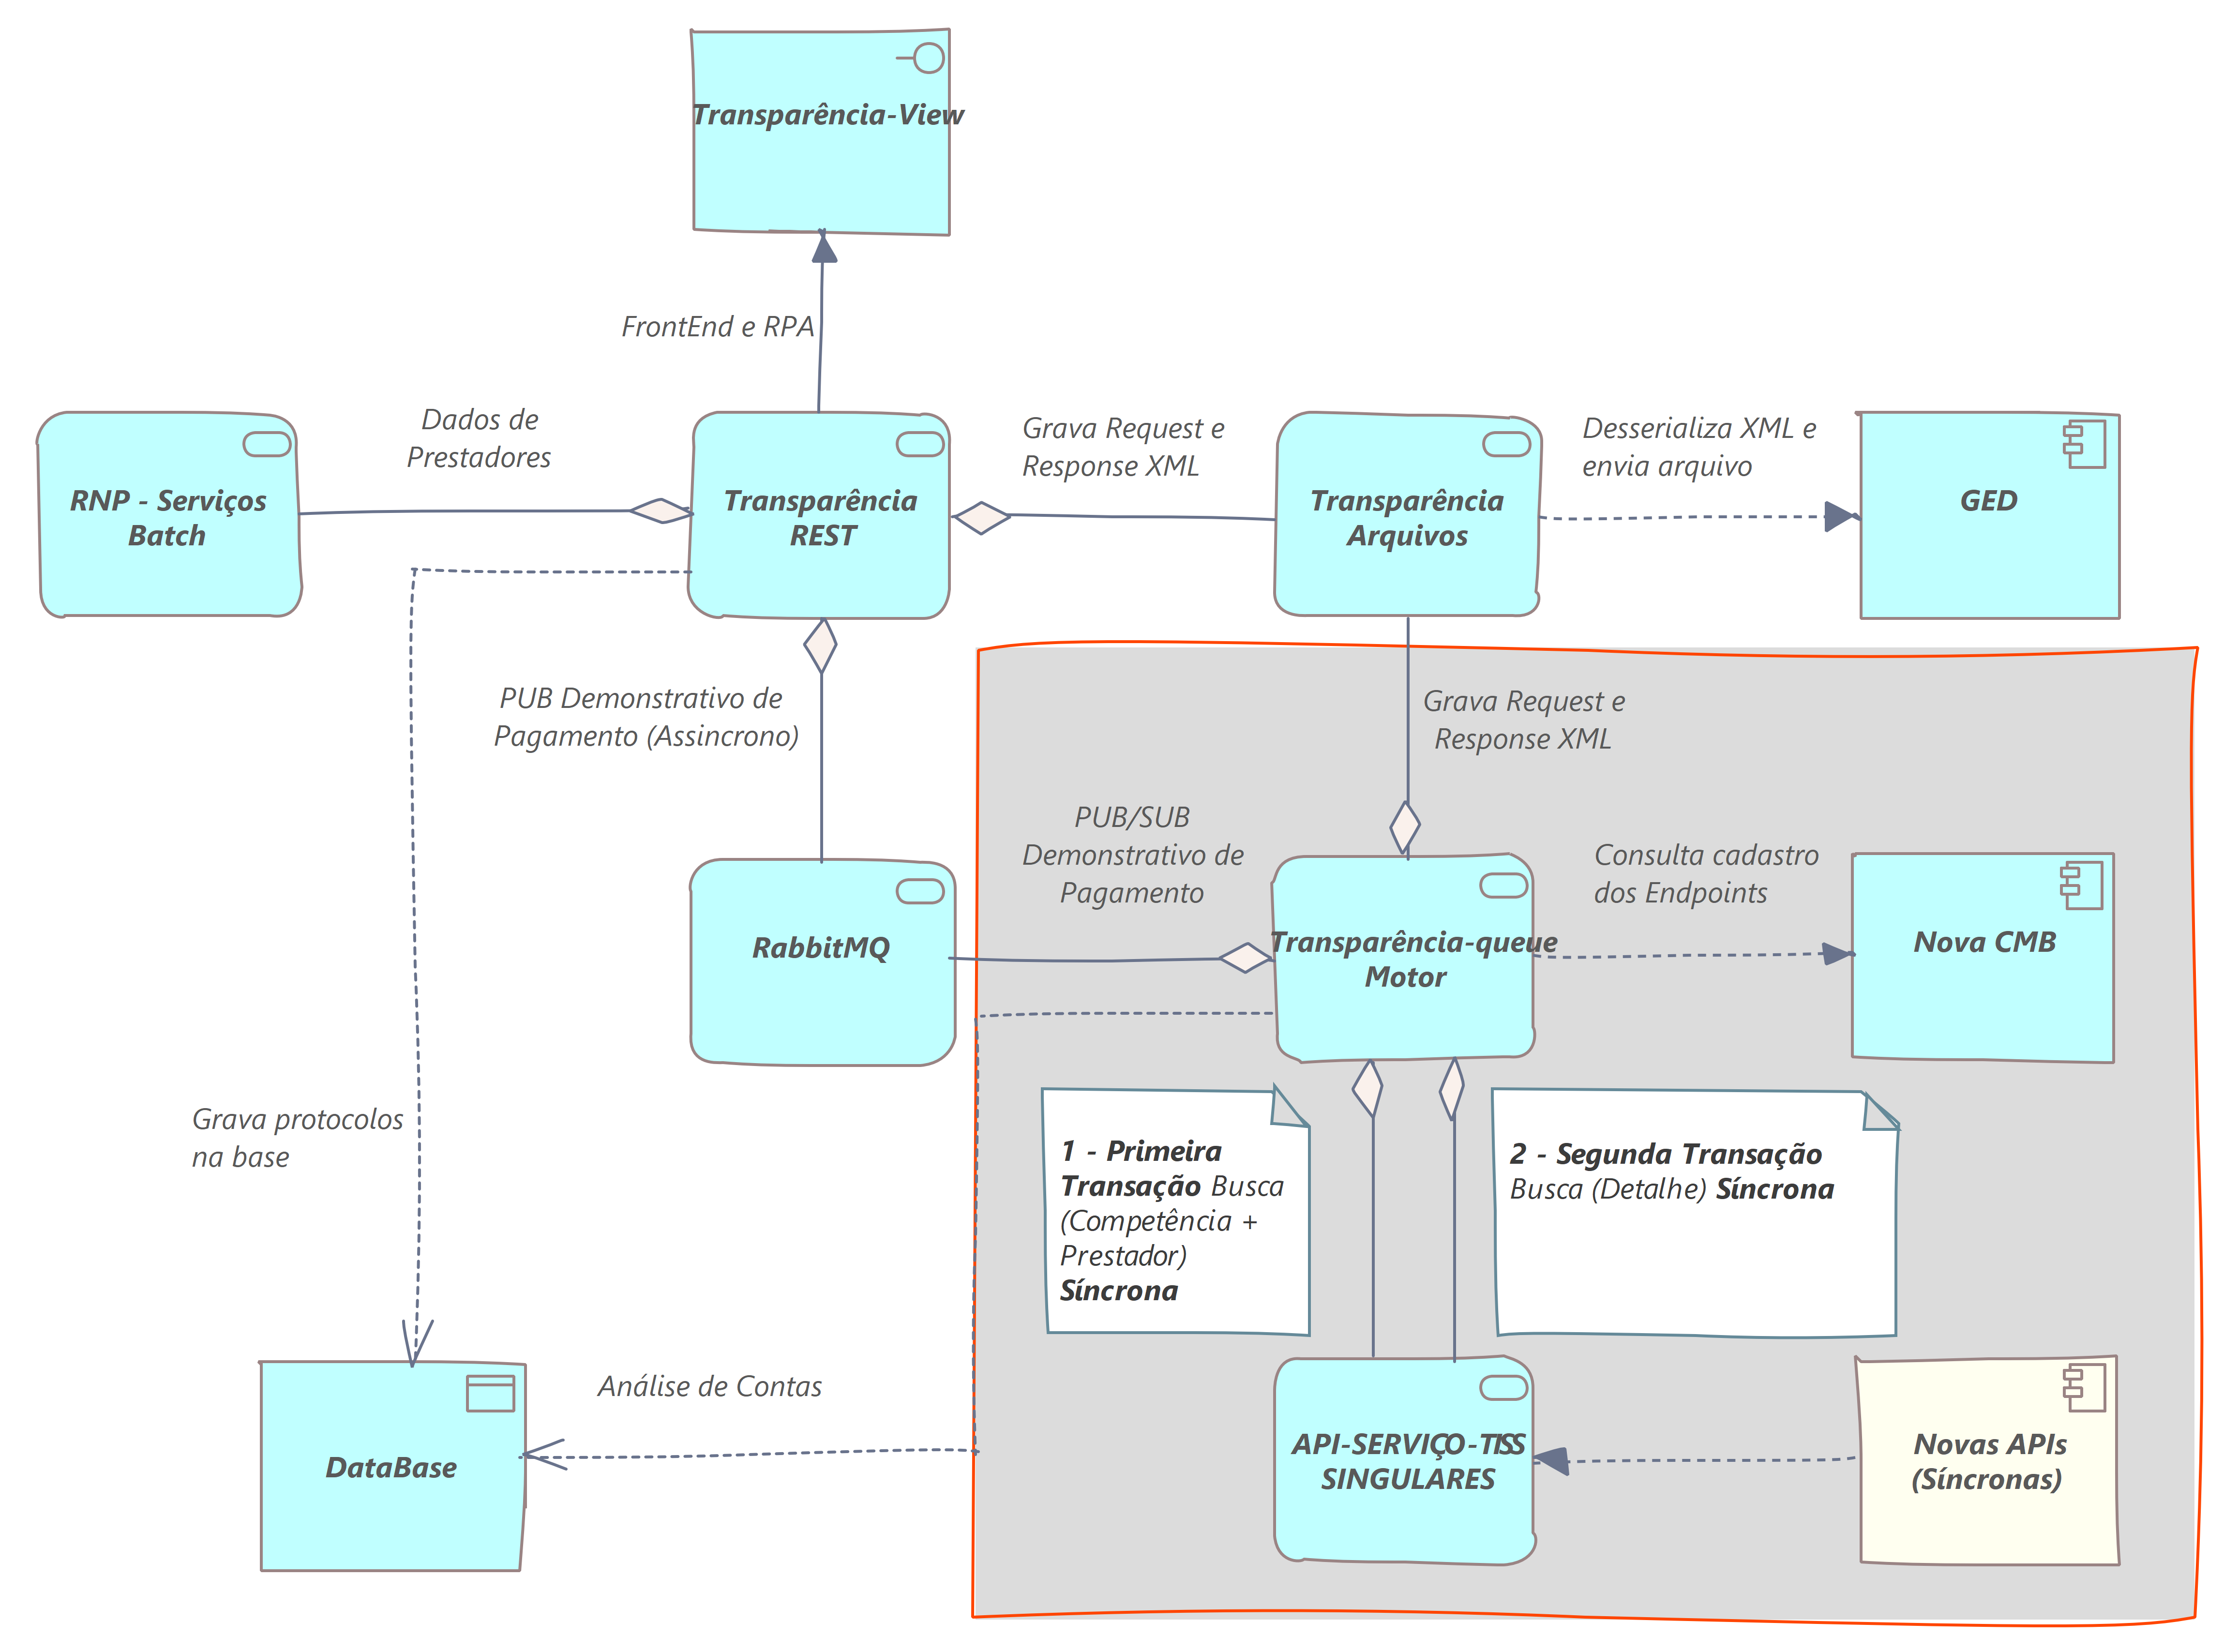 Transparência-View
FrontEnd e RPA
Dados de
Prestadores
Grava Request e
Response XML
Desserializa XML e
envia arquivo
RNP - Serviços
Batch
Transparência
REST
Transparência
Arquivos
GED
PUB Demonstrativo de
Pagamento (Assincrono)
Grava Request e
Response XML
PUB/SUB
Demonstrativo de
Pagamento
Consulta cadastro
dos Endpoints
RabbitMQ
Transparência-queue
Motor
Nova CMB
Grava protocolos
na base
1 - Primeira
Transação Busca
(Competência +
Prestador)
Síncrona
2 - Segunda Transação
Busca (Detalhe) Síncrona
Análise de Contas
DataBase
API-SERVIÇO-TISS
SINGULARES
Novas APIs
(Síncronas)